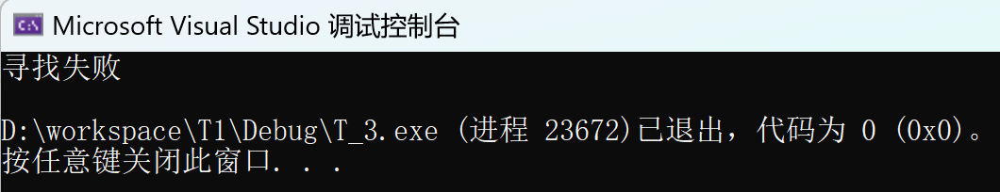 Microsoft Visual Studio 调试控制台
寻找失败
D:\workspace\T1\Debug\T_3.exe (进程 23672)已退出，代码为 0 (0x0)。
按任意键关闭此窗口. . .